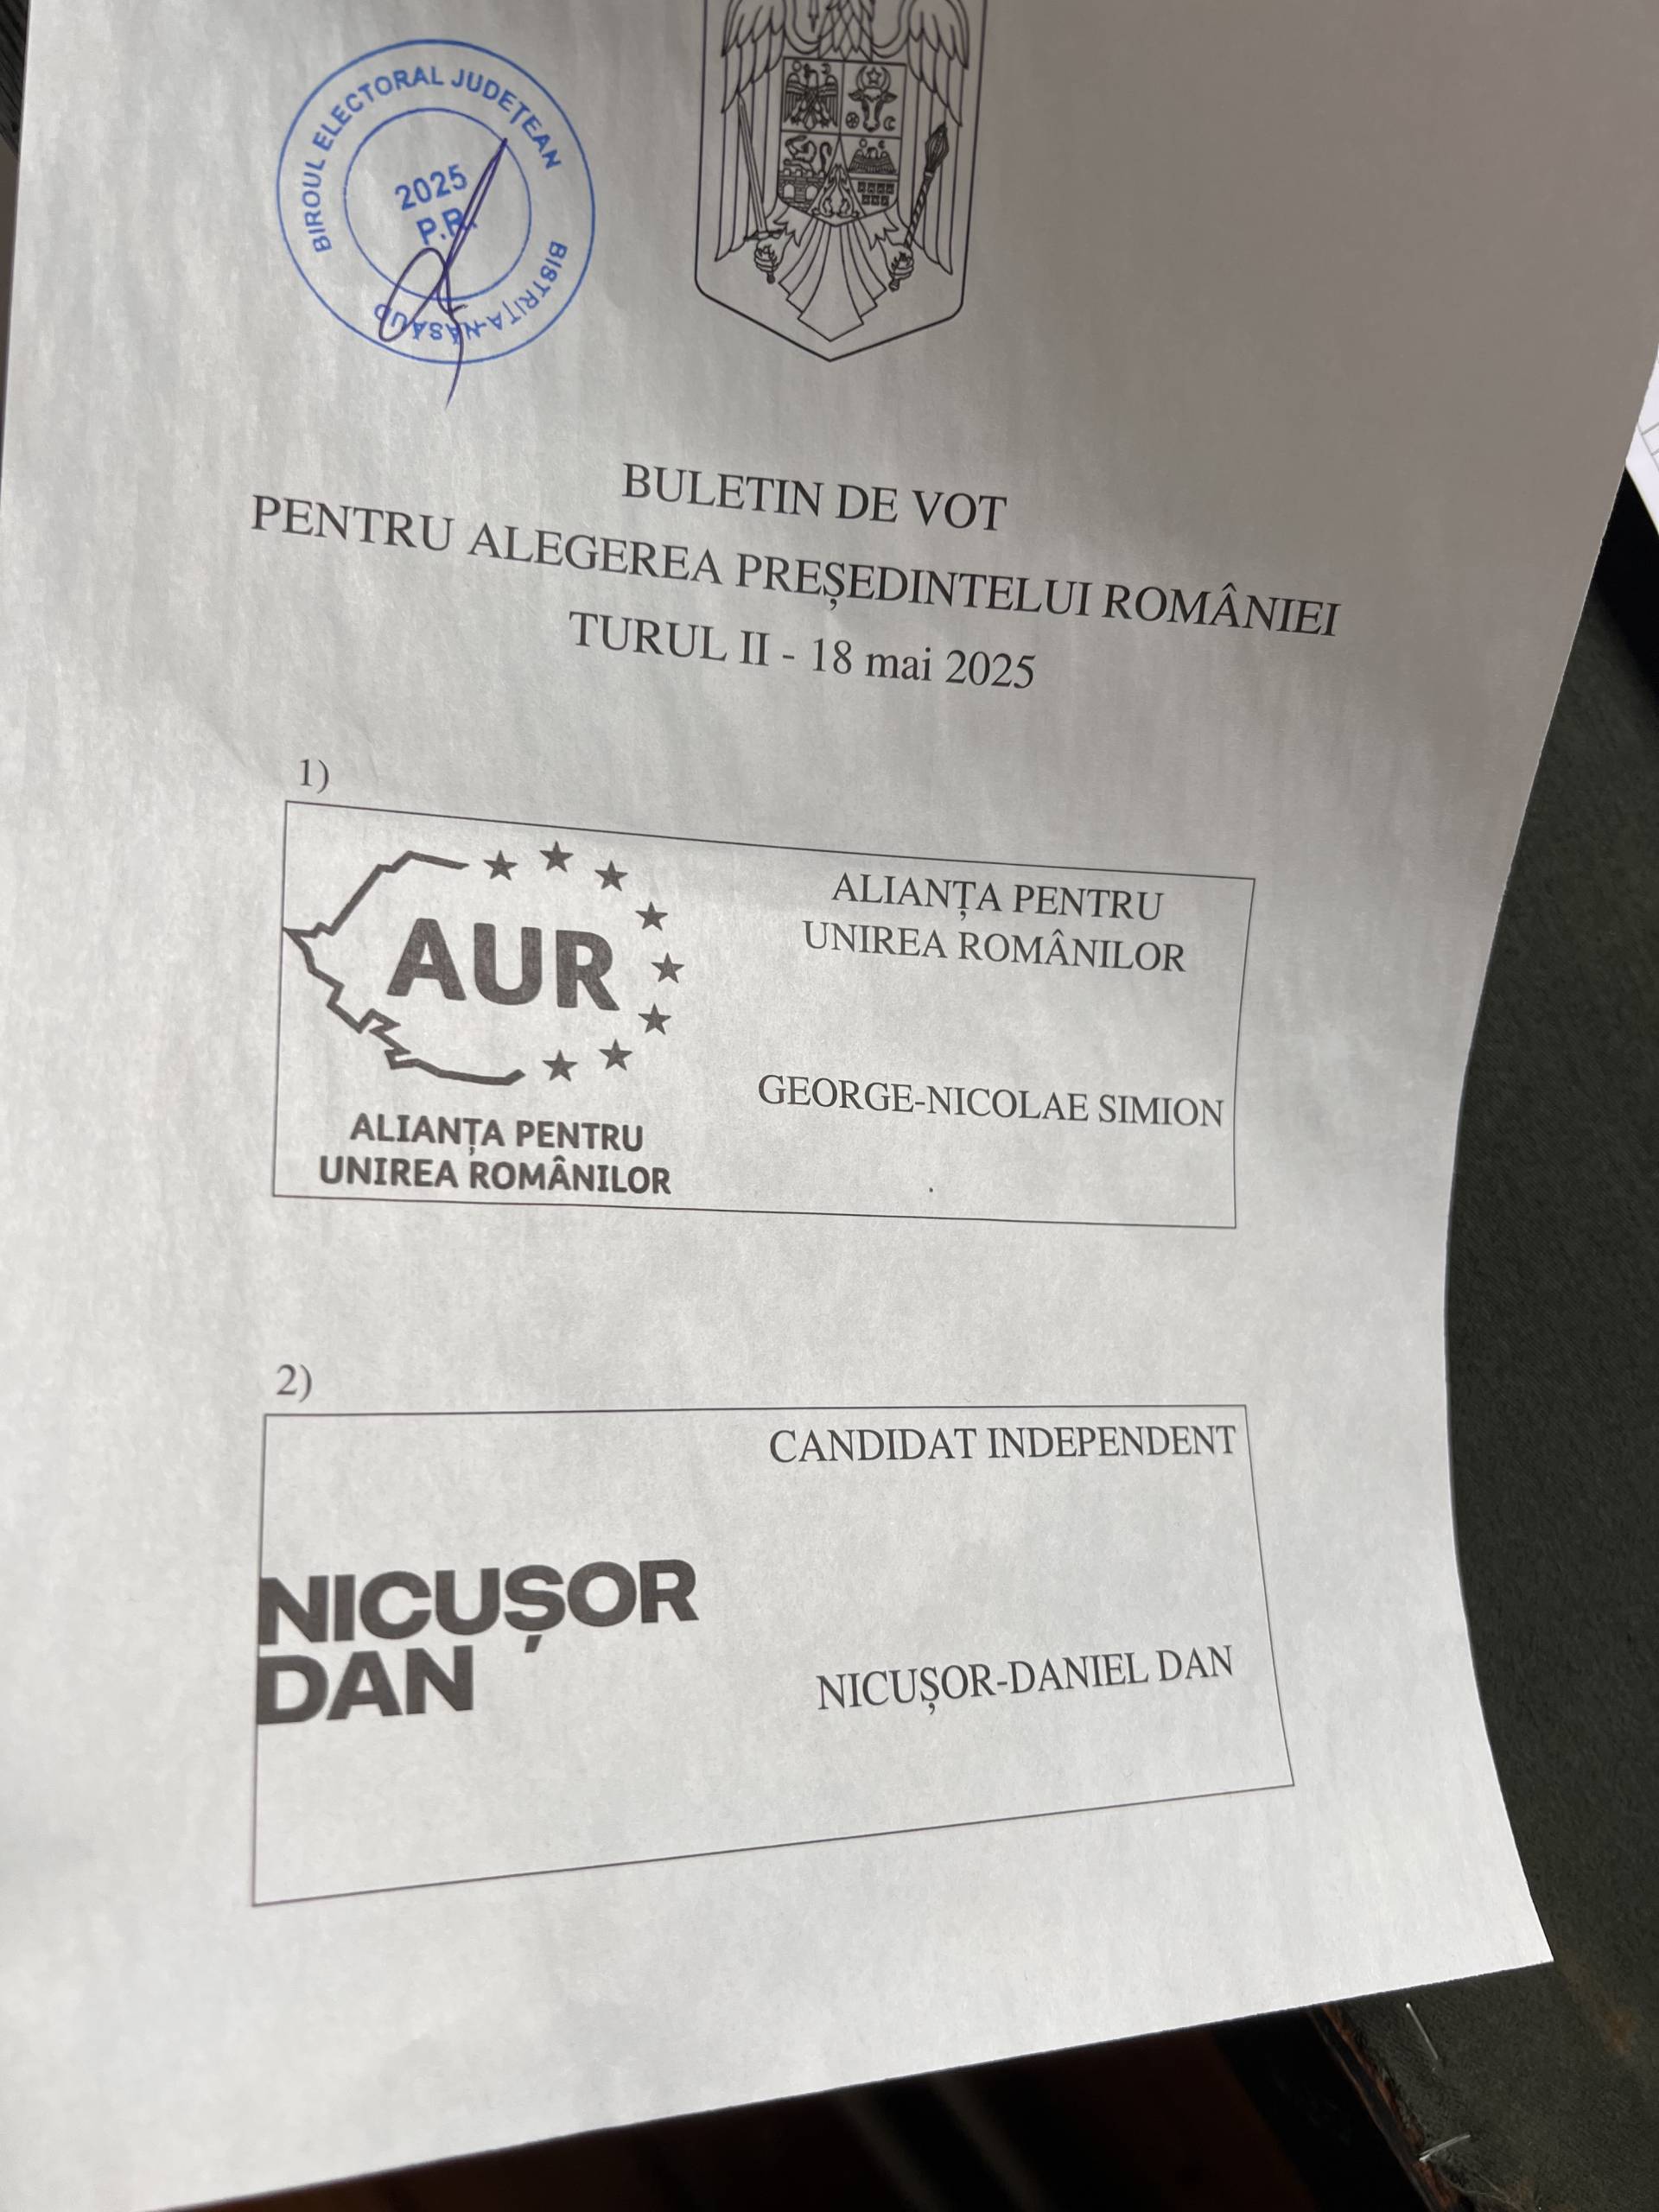 BIROUL ELECTORAL JUDEȚEAN
BISTRIȚA-NĂSĂUD
2025
P.R.
BULETIN DE VOT
PENTRU ALEGEREA PREȘEDINTELUI ROMÂNIEI
TURUL II - 18 mai 2025
1)
AUR
ALIANȚA PENTRU
UNIREA ROMÂNILOR
ALIANȚA PENTRU
UNIREA ROMÂNILOR
GEORGE-NICOLAE SIMION
2)
CANDIDAT INDEPENDENT
NICUȘOR
DAN
NICUȘOR-DANIEL DAN